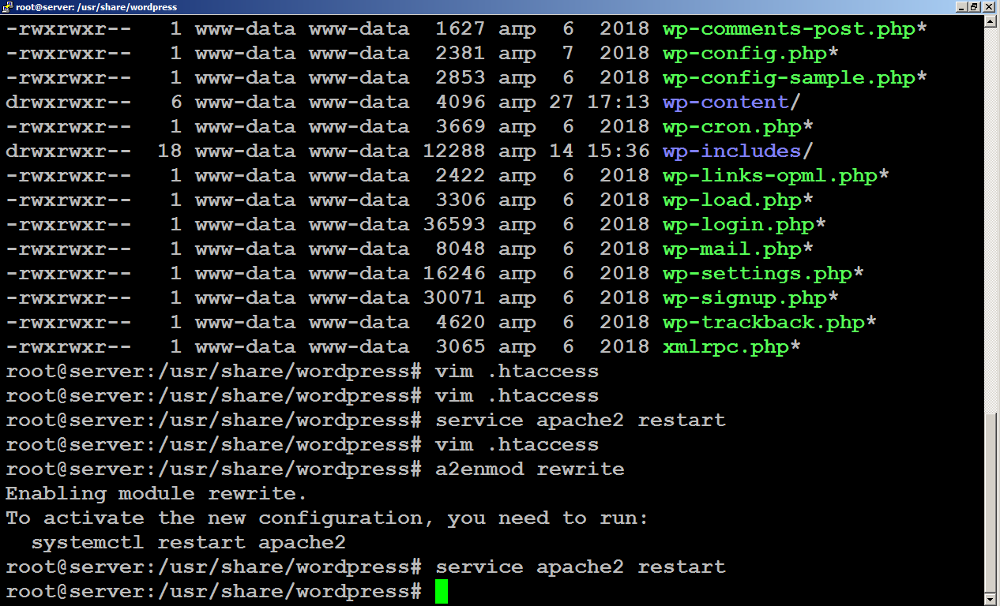 root@server: /usr/share/wordpress
-rwxrwxr--   1 www-data www-data  1627 апр  6  2018 wp-comments-post.php*
-rwxrwxr--   1 www-data www-data  2381 апр  7  2018 wp-config.php*
-rwxrwxr--   1 www-data www-data  2853 апр  6  2018 wp-config-sample.php*
drwxrwxr--   6 www-data www-data  4096 апр 27 17:13 wp-content/
-rwxrwxr--   1 www-data www-data  3669 апр  6  2018 wp-cron.php*
drwxrwxr--  18 www-data www-data 12288 апр 14 15:36 wp-includes/
-rwxrwxr--   1 www-data www-data  2422 апр  6  2018 wp-links-opml.php*
-rwxrwxr--   1 www-data www-data  3306 апр  6  2018 wp-load.php*
-rwxrwxr--   1 www-data www-data 36593 апр  6  2018 wp-login.php*
-rwxrwxr--   1 www-data www-data  8048 апр  6  2018 wp-mail.php*
-rwxrwxr--   1 www-data www-data 16246 апр  6  2018 wp-settings.php*
-rwxrwxr--   1 www-data www-data 30071 апр  6  2018 wp-signup.php*
-rwxrwxr--   1 www-data www-data  4620 апр  6  2018 wp-trackback.php*
-rwxrwxr--   1 www-data www-data  3065 апр  6  2018 xmlrpc.php*
root@server:/usr/share/wordpress# vim .htaccess
root@server:/usr/share/wordpress# vim .htaccess
root@server:/usr/share/wordpress# service apache2 restart
root@server:/usr/share/wordpress# vim .htaccess
root@server:/usr/share/wordpress# a2enmod rewrite
Enabling module rewrite.
To activate the new configuration, you need to run:
  systemctl restart apache2
root@server:/usr/share/wordpress# service apache2 restart
root@server:/usr/share/wordpress#